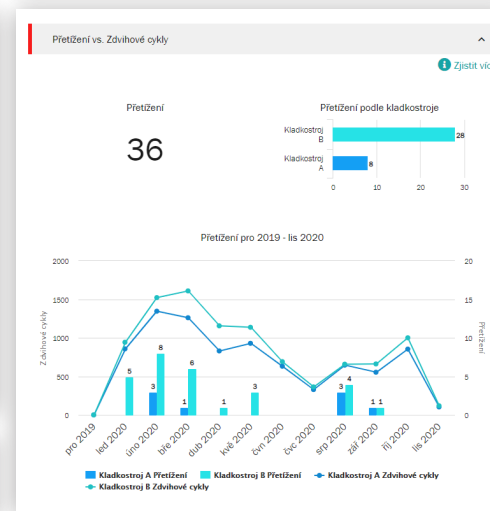 Přetížení vs. Zdvihové cykly
Zjistit víc
Přetížení
36
Přetížení podle kladkostroje
Kladkostroj
B
28
Kladkostroj
A
8
0 10 20 30
Přetížení pro 2019 - lis 2020
Zdvihové cykly
2000
1500
1000
500
0
Přetížení
20
15
10
5
0
5
3
8
1
6
1
3
3
4
1
1
pro 2019
led 2020
úno 2020
bře 2020
dub 2020
kvě 2020
čvn 2020
čvc 2020
srp 2020
zář 2020
říj 2020
lis 2020
Kladkostroj A Přetížení Kladkostroj B Přetížení Kladkostroj A Zdvihové cykly
Kladkostroj B Zdvihové cykly